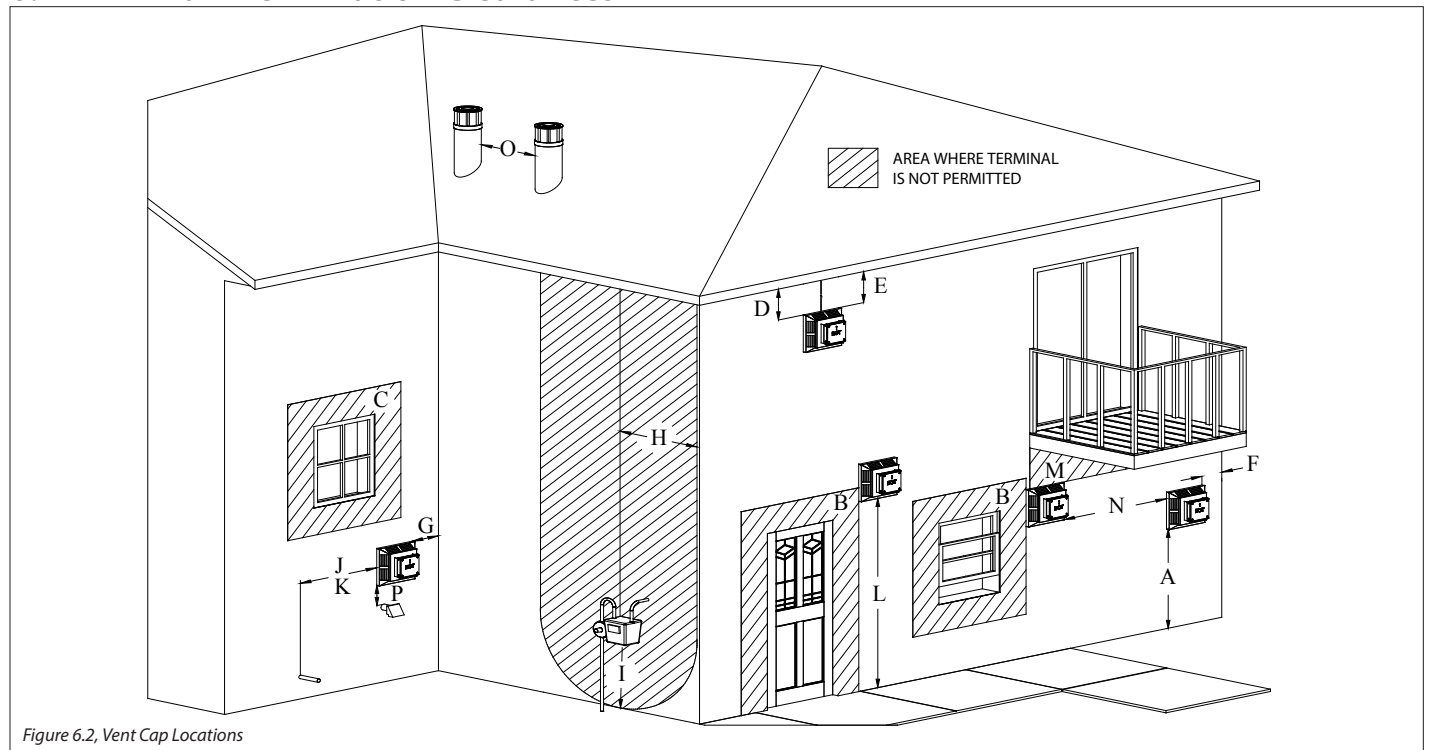 AREA WHERE TERMINAL
IS NOT PERMITTED
O
D
E
C
H
F
M
B
B
N
G
J
K
P
L
A
I
Figure 6.2, Vent Cap Locations